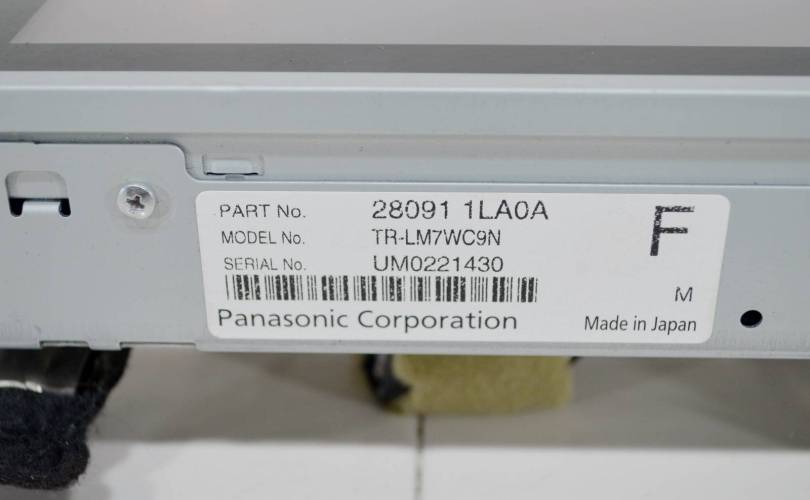 PART No. 28091 1LA0A
MODEL No. TR-LM7WC9N
SERIAL No. UM0221430
F
M
Panasonic Corporation
Made in Japan